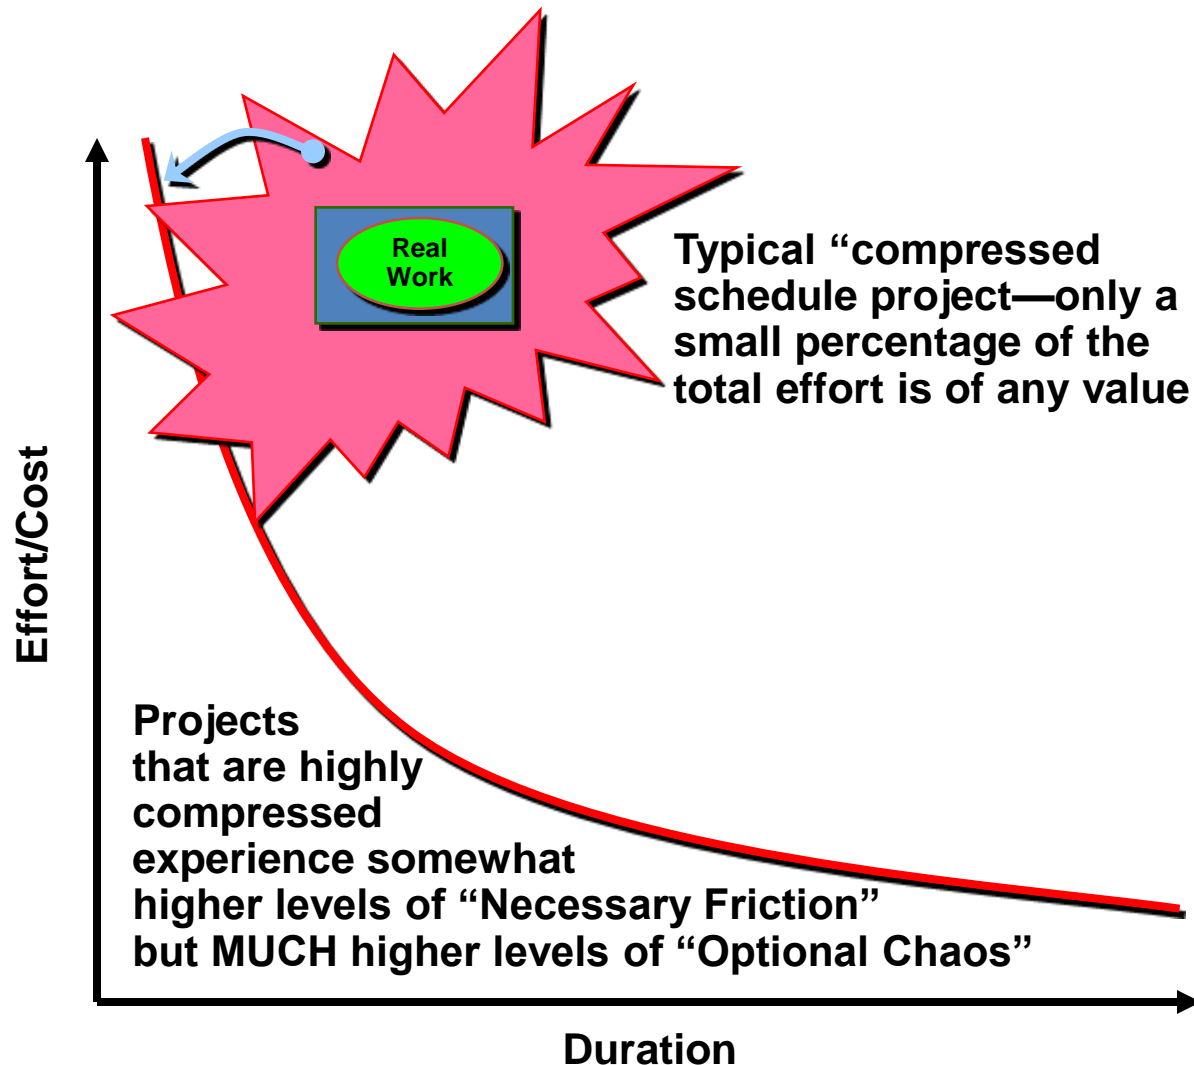 Real
Work
Typical “compressed
schedule project—only a
small percentage of the
total effort is of any value
Effort/Cost
Projects
that are highly
compressed
experience somewhat
higher levels of “Necessary Friction”
but MUCH higher levels of “Optional Chaos”
Duration